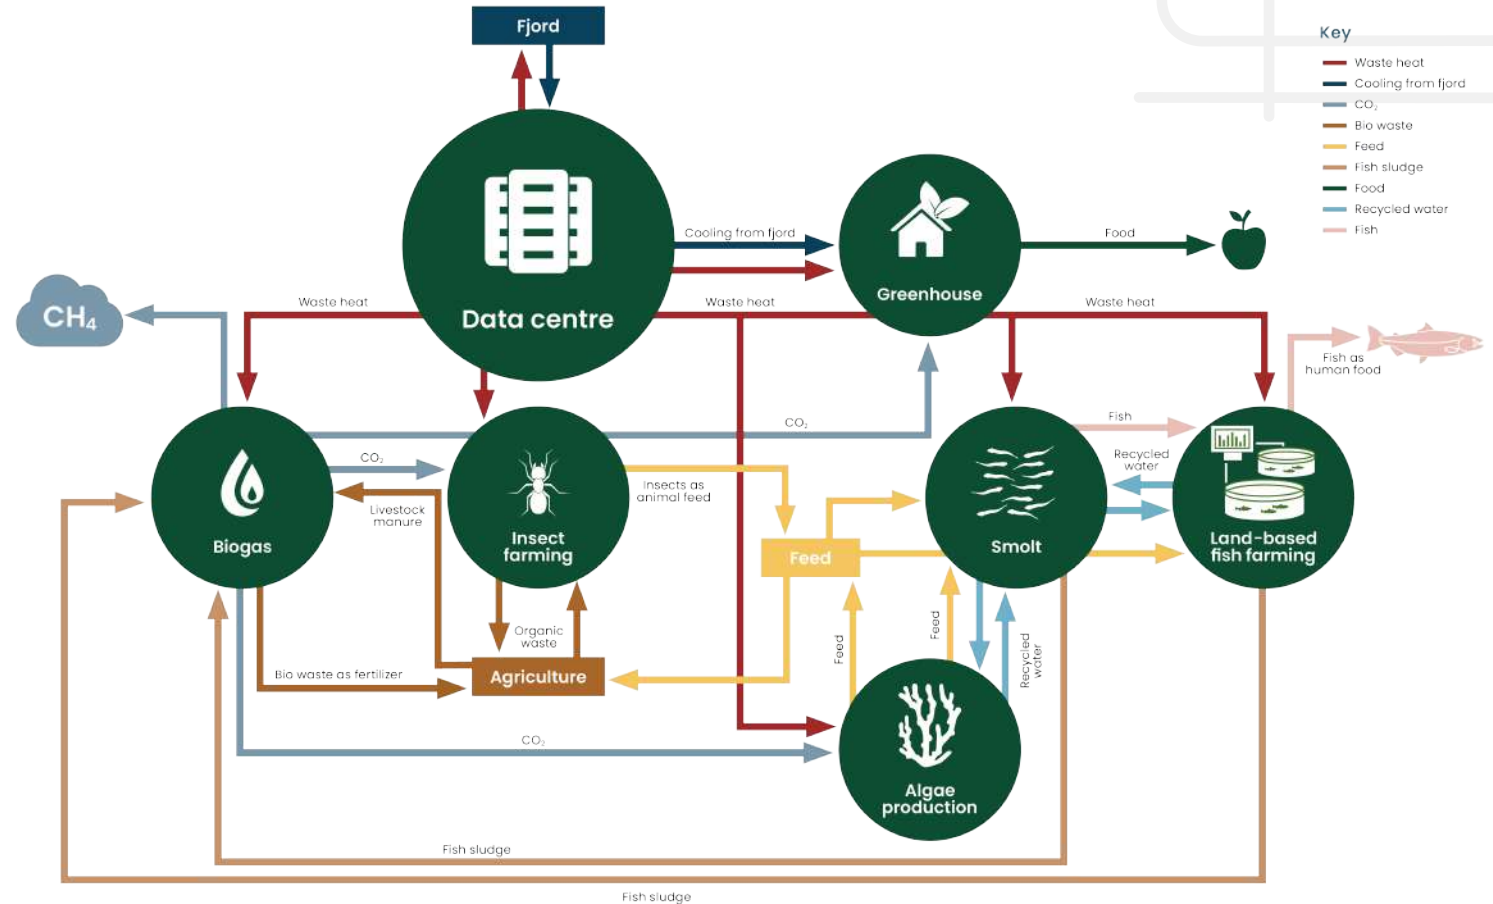 Fjord
Key
Waste heat
Cooling from fjord
CO₂
Bio waste
Feed
Fish sludge
Food
Recycled water
Fish
Cooling from fjord
Food
Greenhouse
Data centre
CH₄
Waste heat
Waste heat
Waste heat
Fish as
human food
CO₂
Fish
CO₂
Recycled
water
Insects as
animal feed
Livestock
manure
Biogas
Insect
farming
Feed
Smolt
Land-based
fish farming
Organic
waste
Feed
Feed
Recycled
water
Bio waste as fertilizer
Agriculture
CO₂
Algae
production
Fish sludge
Fish sludge